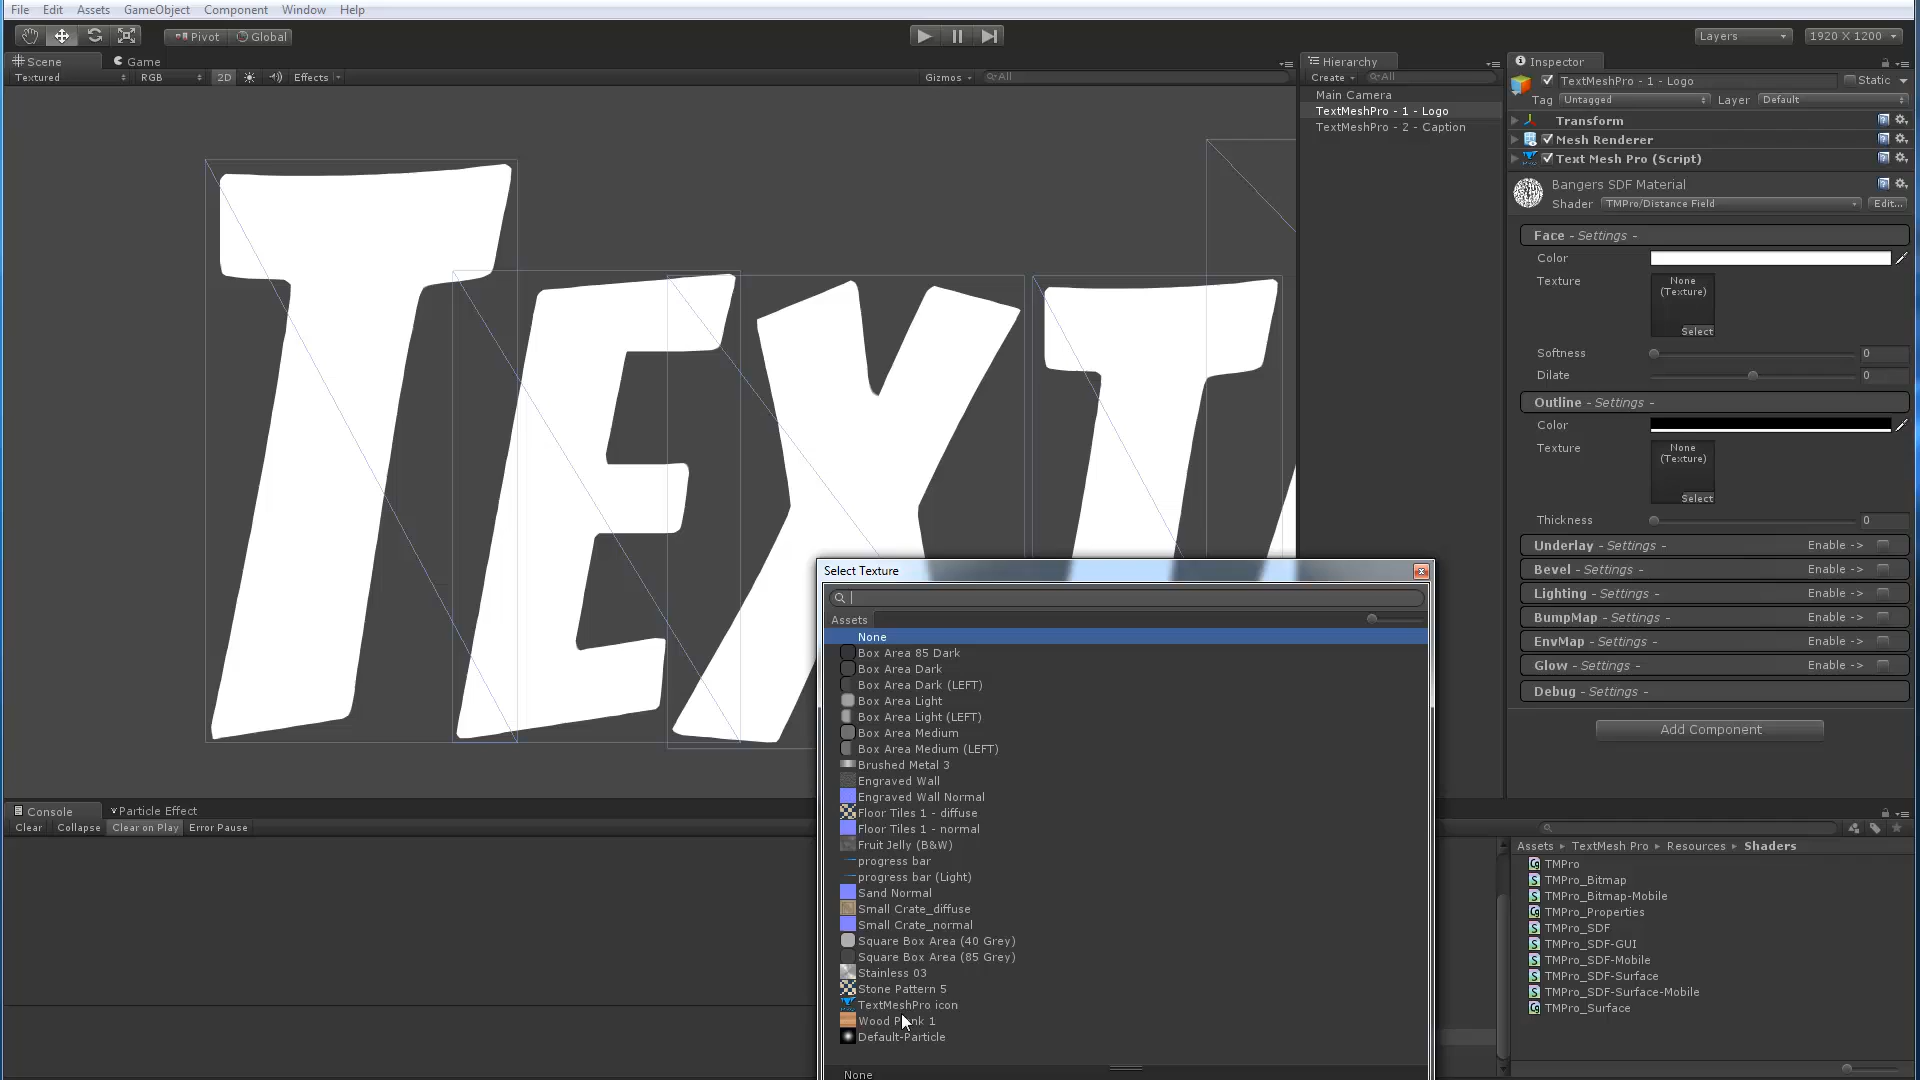 File Edit Assets GameObject Component Window Help
Pivot Global Layers 1920 X 1200
Scene Game
Textured RGB 2D Effects Gizmos All
TEXT
Hierarchy
Create All
Main Camera
TextMeshPro - 1 - Logo
TextMeshPro - 2 - Caption
Inspector
TextMeshPro - 1 - Logo Static
Tag Untagged Layer Default
Transform
Mesh Renderer
Text Mesh Pro (Script)
Bangers SDF Material
Shader TMPro/Distance Field Edit...
Face - Settings -
Color
Texture None
(Texture)
Select
Softness 0
Dilate 0
Outline - Settings -
Color
Texture None
(Texture)
Select
Thickness 0
Underlay - Settings - Enable ->
Bevel - Settings - Enable ->
Lighting - Settings - Enable ->
BumpMap - Settings - Enable ->
EnvMap - Settings - Enable ->
Glow - Settings - Enable ->
Debug - Settings -
Add Component
Select Texture
Assets
None
Box Area 85 Dark
Box Area Dark
Box Area Dark (LEFT)
Box Area Light
Box Area Light (LEFT)
Box Area Medium
Box Area Medium (LEFT)
Brushed Metal 3
Engraved Wall
Engraved Wall Normal
Floor Tiles 1 - diffuse
Floor Tiles 1 - normal
Fruit Jelly (B&W)
progress bar
progress bar (Light)
Sand Normal
Small Crate_diffuse
Small Crate_normal
Square Box Area (40 Grey)
Square Box Area (85 Grey)
Stainless 03
Stone Pattern 5
TextMeshPro icon
Wood Plank 1
Default-Particle
None
Console Particle Effect
Clear Collapse Clear on Play Error Pause
Assets TextMesh Pro Resources Shaders
TMPro
TMPro_Bitmap
TMPro_Bitmap-Mobile
TMPro_Properties
TMPro_SDF
TMPro_SDF-GUI
TMPro_SDF-Mobile
TMPro_SDF-Surface
TMPro_SDF-Surface-Mobile
TMPro_Surface